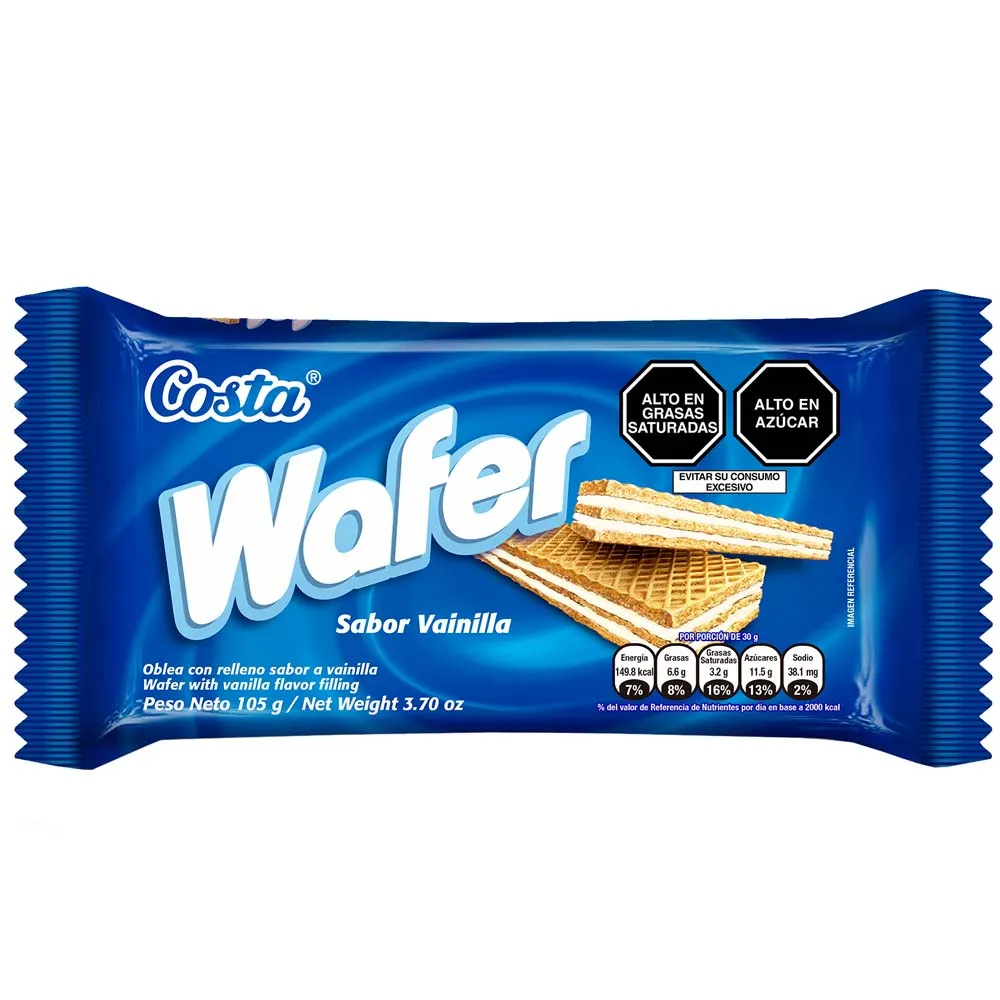 Costa®
Wafer
Sabor Vainilla
Oblea con relleno sabor a vainilla
Wafer with vanilla flavor filling
Peso Neto 105 g / Net Weight 3.70 oz
ALTO EN
GRASAS
SATURADAS
ALTO EN
AZÚCAR
EVITAR SU CONSUMO
EXCESIVO
IMAGEN REFERENCIAL
POR PORCIÓN DE 30 g
Energía
149.8 kcal
7%
Grasas
6.6 g
8%
Grasas
Saturadas
3.2 g
16%
Azúcares
11.5 g
13%
Sodio
38.1 mg
2%
% del valor de Referencia de Nutrientes por día en base a 2000 kcal